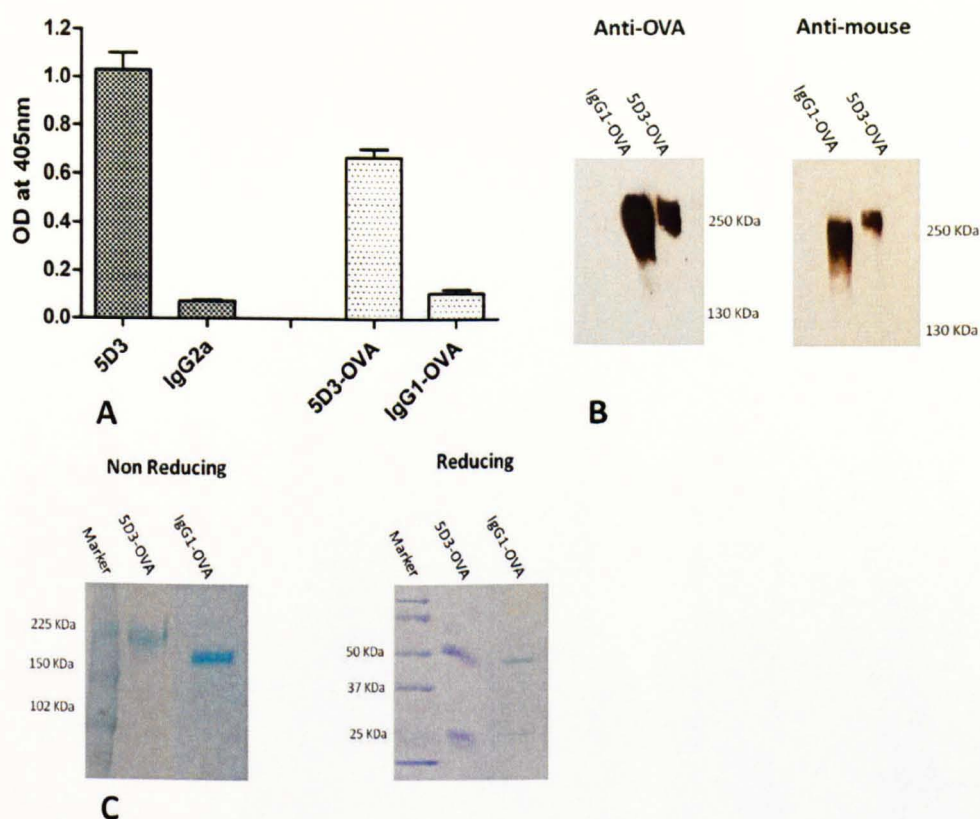 OD at 405nm
1.2
1.0
0.8
0.6
0.4
0.2
0.0
5D3
IgG2a
5D3-OVA
IgG1-OVA
A
Anti-OVA
IgG1-OVA
5D3-OVA
250 KDa
130 KDa
Anti-mouse
IgG1-OVA
5D3-OVA
250 KDa
130 KDa
B
Non Reducing
Marker
5D3-OVA
IgG1-OVA
225 KDa
150 KDa
102 KDa
Reducing
Marker
5D3-OVA
IgG1-OVA
50 KDa
37 KDa
25 KDa
C